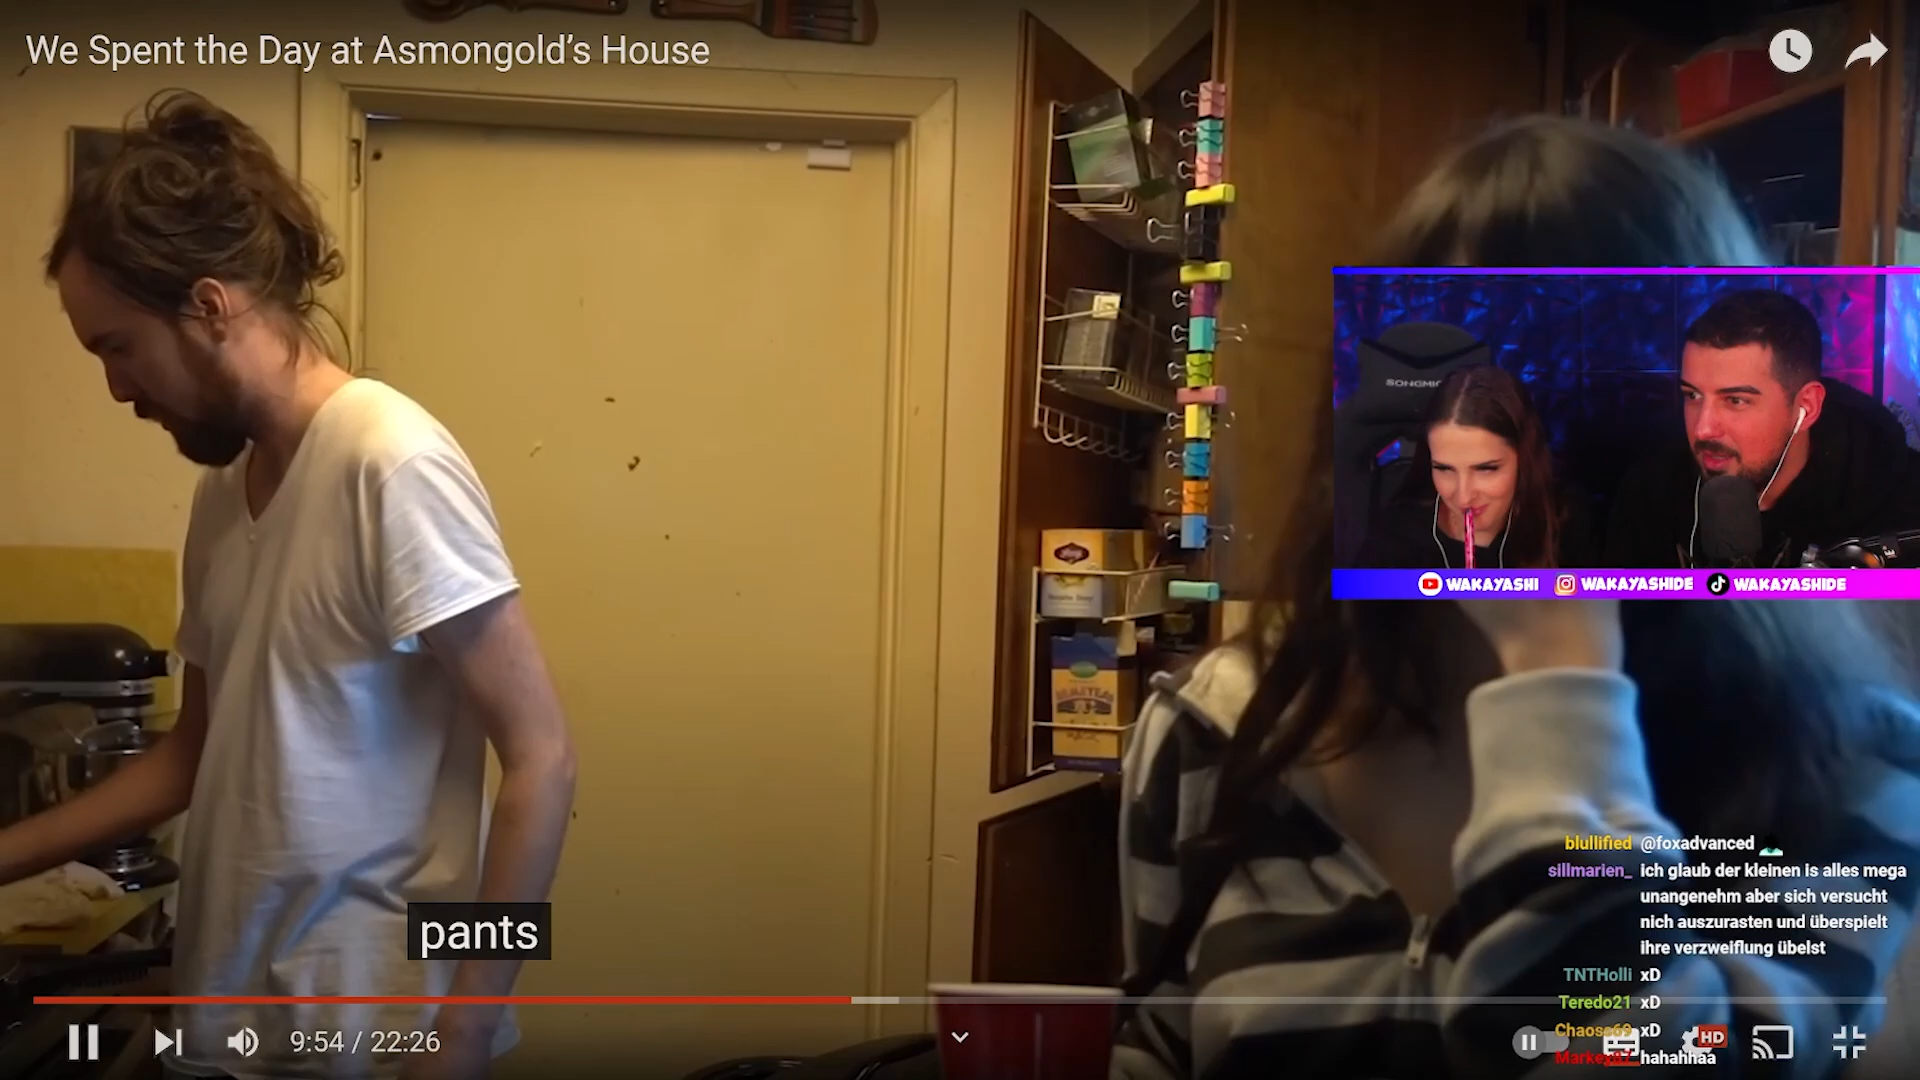 We Spent the Day at Asmongold's House
SONGMIC
WAKAYASHI WAKAYASHIDE WAKAYASHIDE
blullified @foxadvanced
sillmarien_ ich glaub der kleinen is alles mega
unangenehm aber sich versucht
nich auszurasten und überspielt
ihre verzweiflung übelst
pants
TNTHolli xD
Teredo21 xD
Chaoss69 xD
hahahhaa
9:54 / 22:26
HD